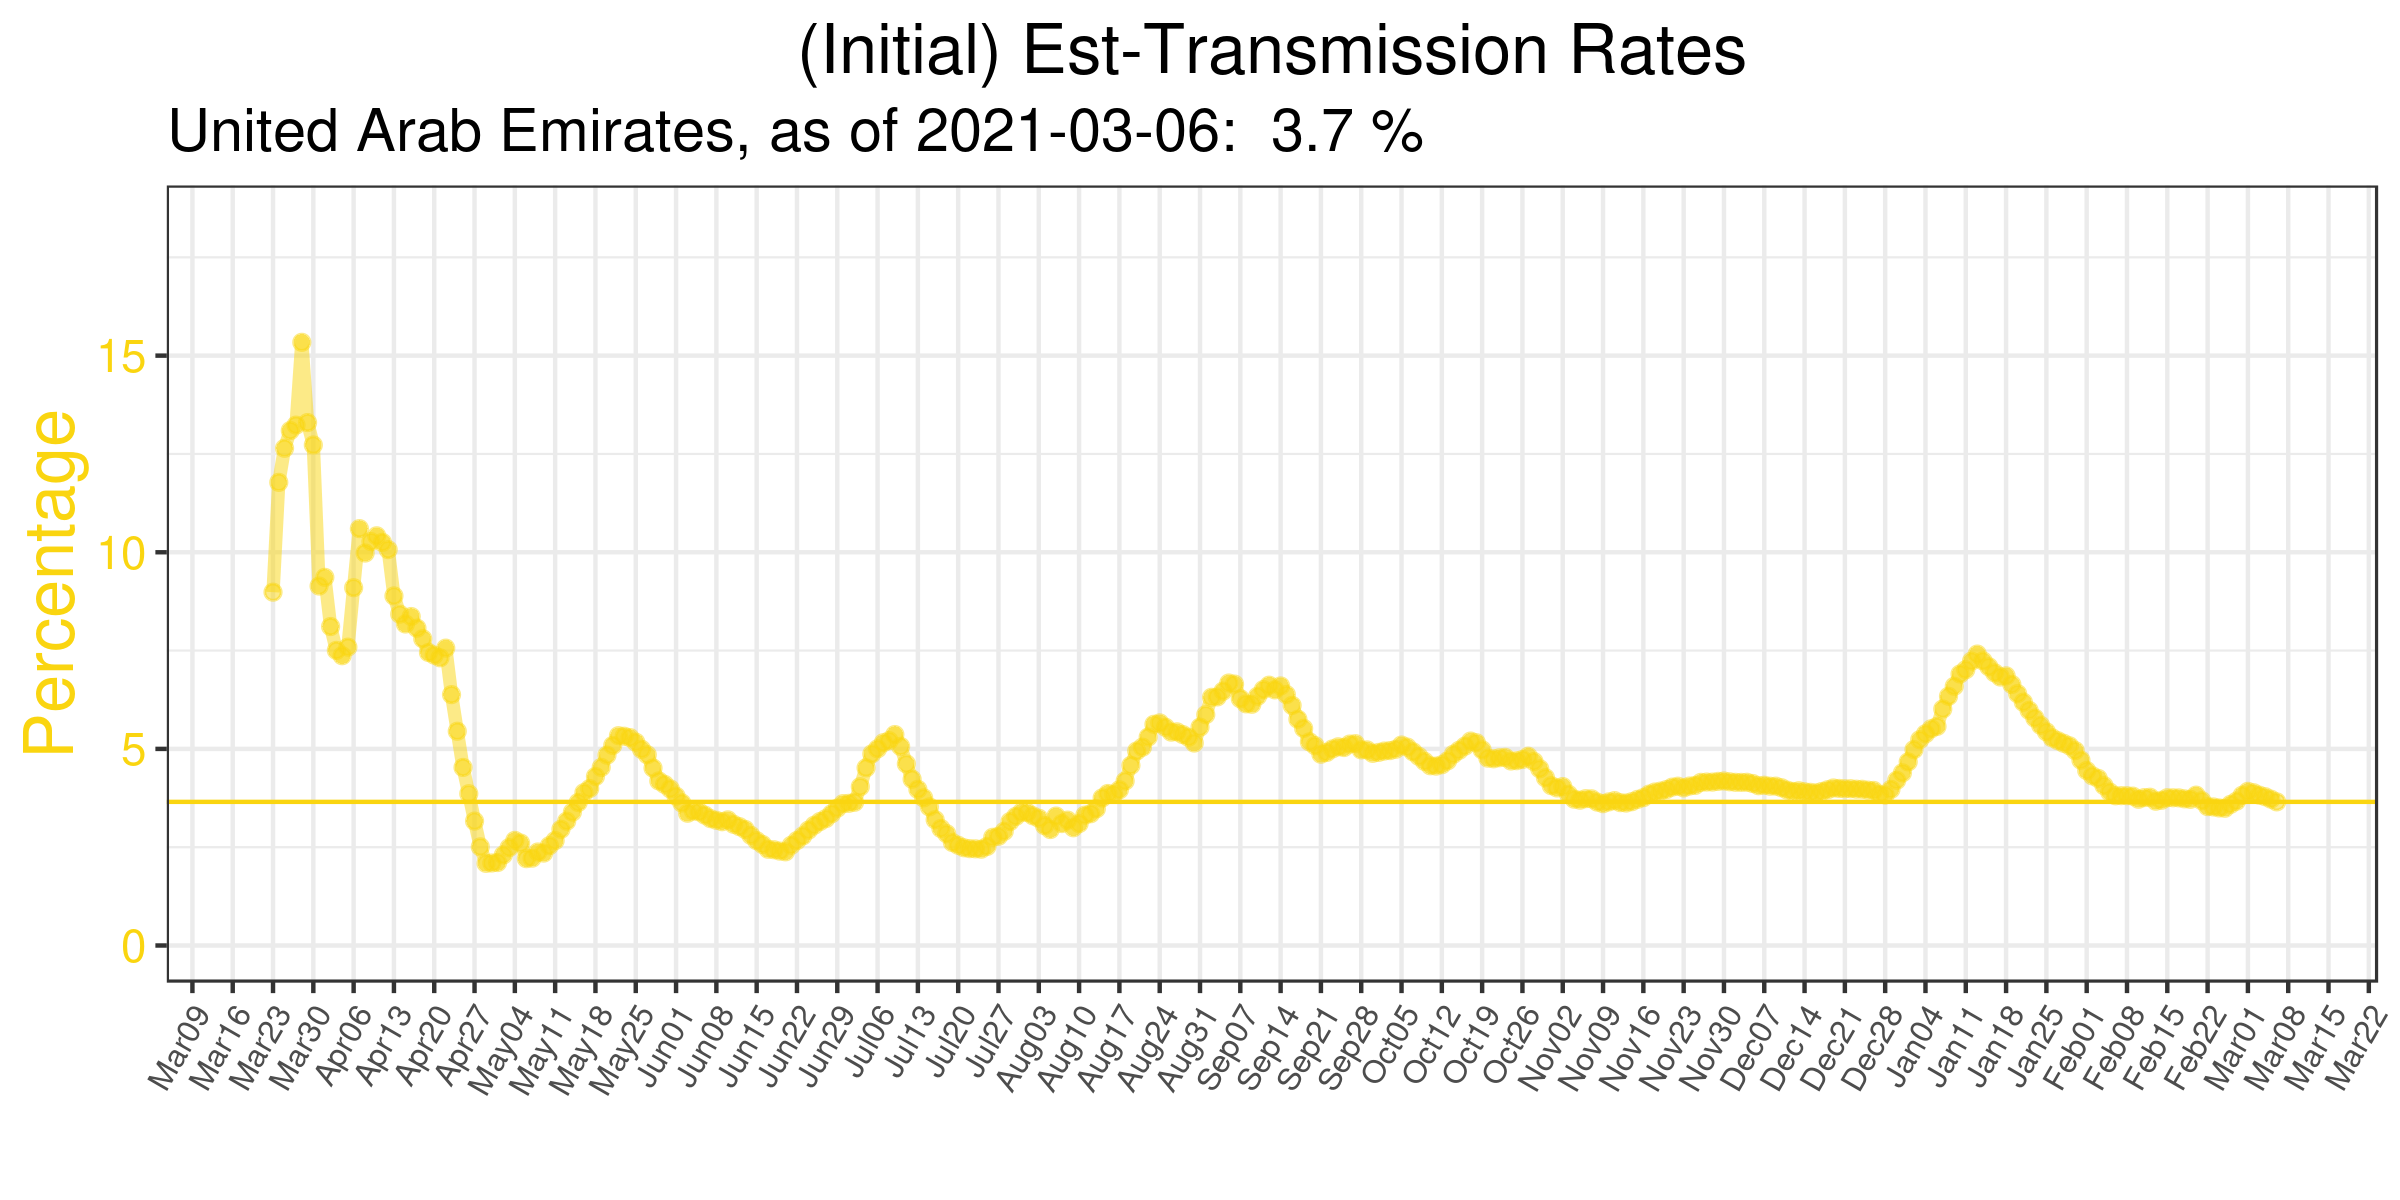 (Initial) Est-Transmission Rates
United Arab Emirates, as of 2021-03-06:  3.7 %
Percentage
15
10
5
0
Mar09
Mar16
Mar23
Mar30
Apr06
Apr13
Apr20
Apr27
May04
May11
May18
May25
Jun01
Jun08
Jun15
Jun22
Jun29
Jul06
Jul13
Jul20
Jul27
Aug03
Aug10
Aug17
Aug24
Aug31
Sep07
Sep14
Sep21
Sep28
Oct05
Oct12
Oct19
Oct26
Nov02
Nov09
Nov16
Nov23
Nov30
Dec07
Dec14
Dec21
Dec28
Jan04
Jan11
Jan18
Jan25
Feb01
Feb08
Feb15
Feb22
Mar01
Mar08
Mar15
Mar22